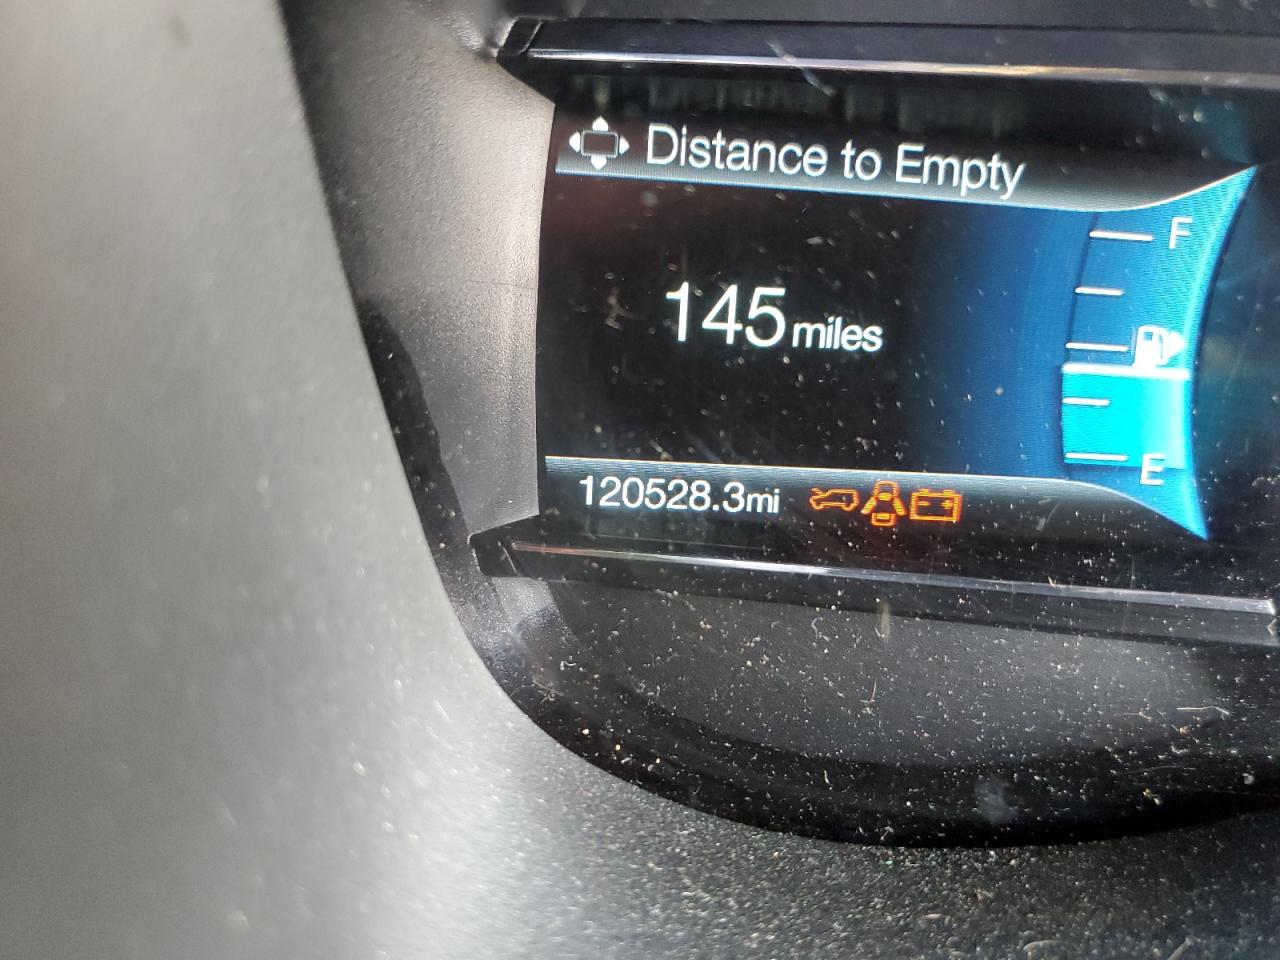 Distance to Empty
F
145 miles
E
120528.3mi